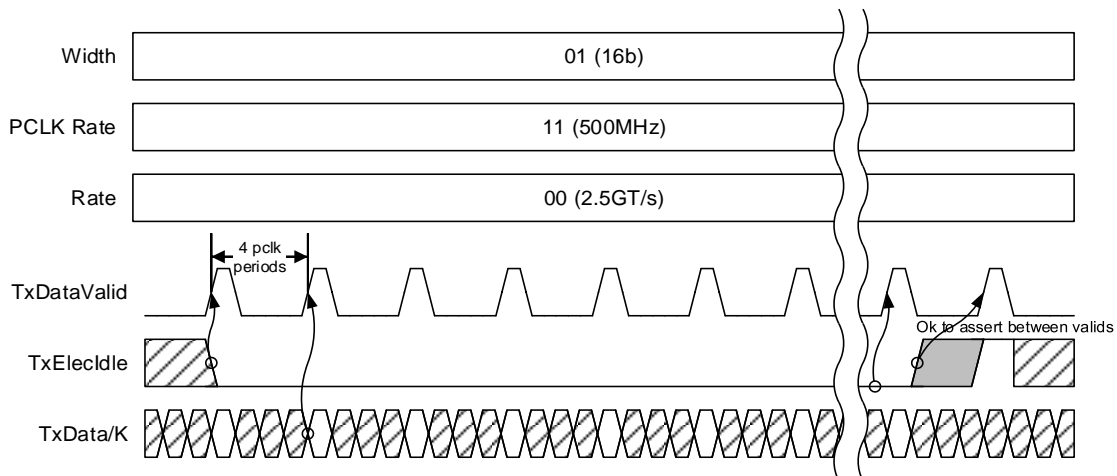 Width
01 (16b)
PCLK Rate
11 (500MHz)
Rate
00 (2.5GT/s)
4 pclk
periods
TxDataValid
Ok to assert between valids
TxElecIdle
TxData/K